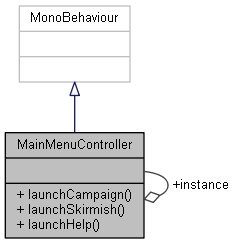 MonoBehaviour
MainMenuController
+instance
+ launchCampaign()
+ launchSkirmish()
+ launchHelp()